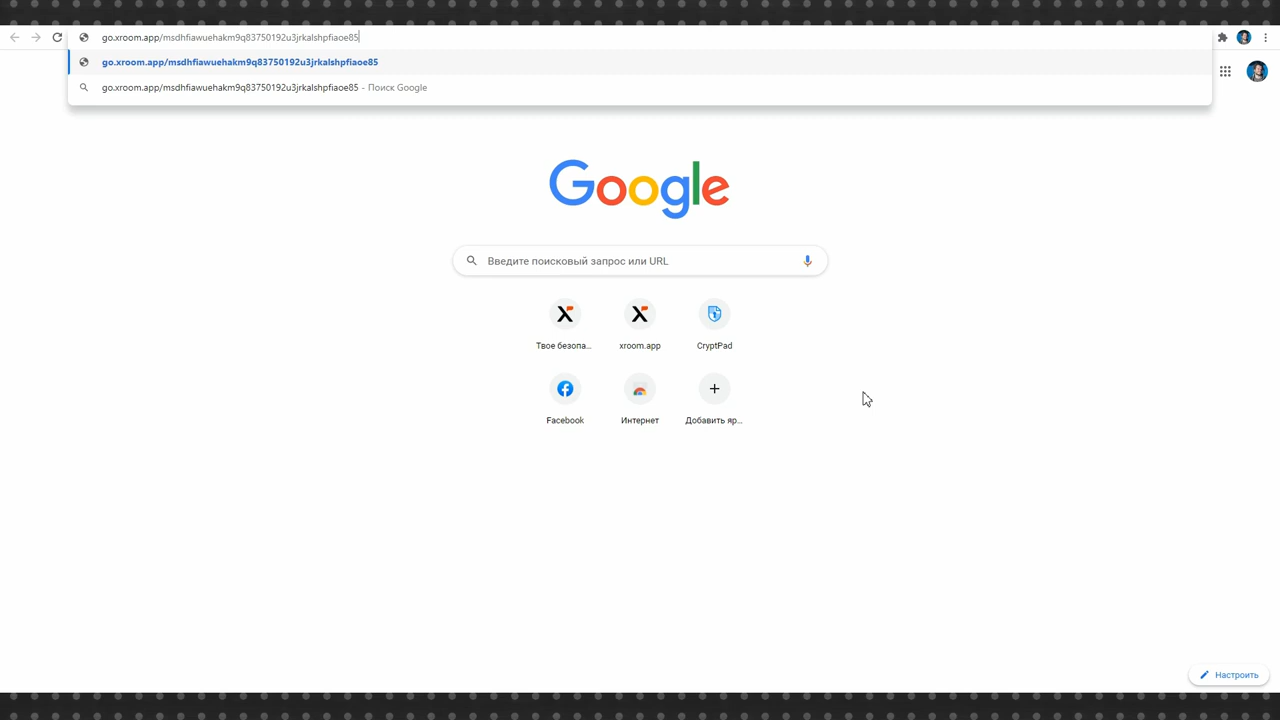 go.xroom.app/msdhfiawuehakm9q83750192u3jrkalshpfiaoe85
go.xroom.app/msdhfiawuehakm9q83750192u3jrkalshpfiaoe85
go.xroom.app/msdhfiawuehakm9q83750192u3jrkalshpfiaoe85 - Поиск Google
Google
Введите поисковый запрос или URL
Твое безопа... xroom.app CryptPad
Facebook Интернет Добавить яр...
Настроить